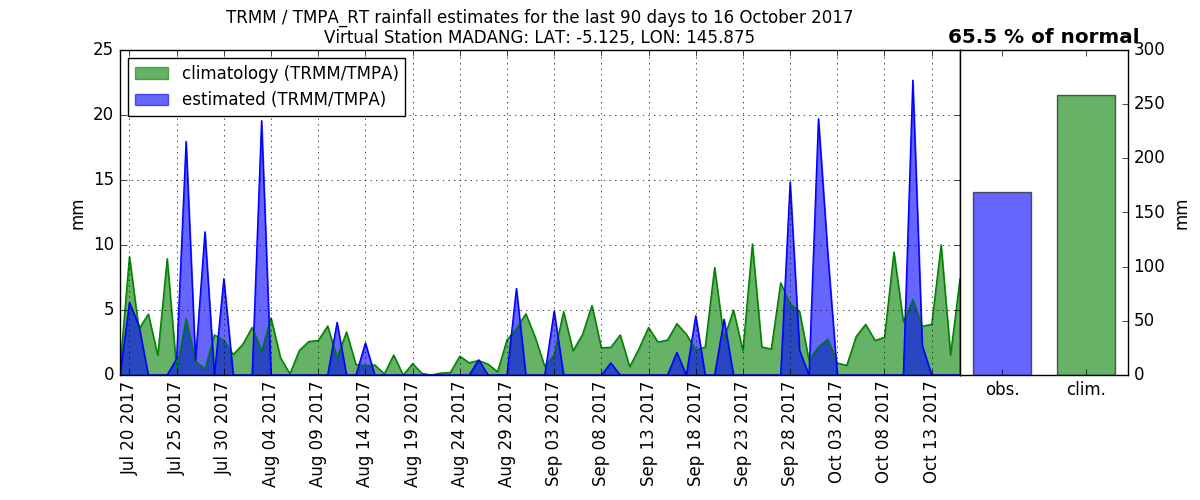 TRMM / TMPA_RT rainfall estimates for the last 90 days to 16 October 2017
Virtual Station MADANG: LAT: -5.125, LON: 145.875
65.5 % of normal
climatology (TRMM/TMPA)
estimated (TRMM/TMPA)
25
20
15
10
5
0
mm
Jul 20 2017
Jul 25 2017
Jul 30 2017
Aug 04 2017
Aug 09 2017
Aug 14 2017
Aug 19 2017
Aug 24 2017
Aug 29 2017
Sep 03 2017
Sep 08 2017
Sep 13 2017
Sep 18 2017
Sep 23 2017
Sep 28 2017
Oct 03 2017
Oct 08 2017
Oct 13 2017
300
250
200
150
100
50
0
mm
obs.
clim.